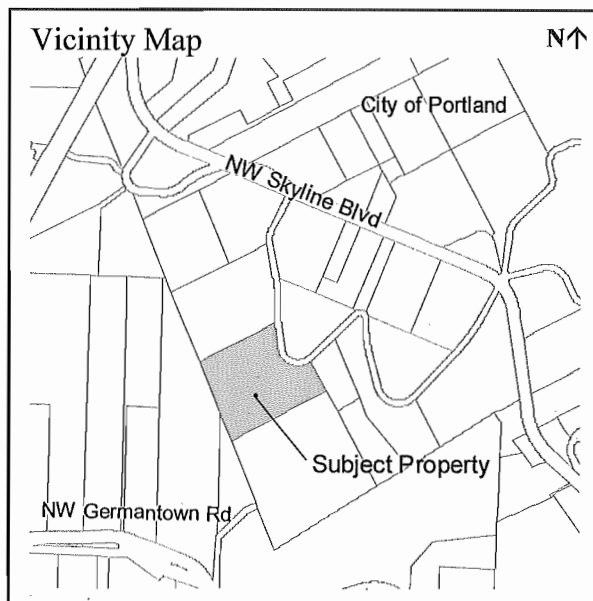 Vicinity Map
N↑
City of Portland
NW Skyline Blvd
Subject Property
NW Germantown Rd